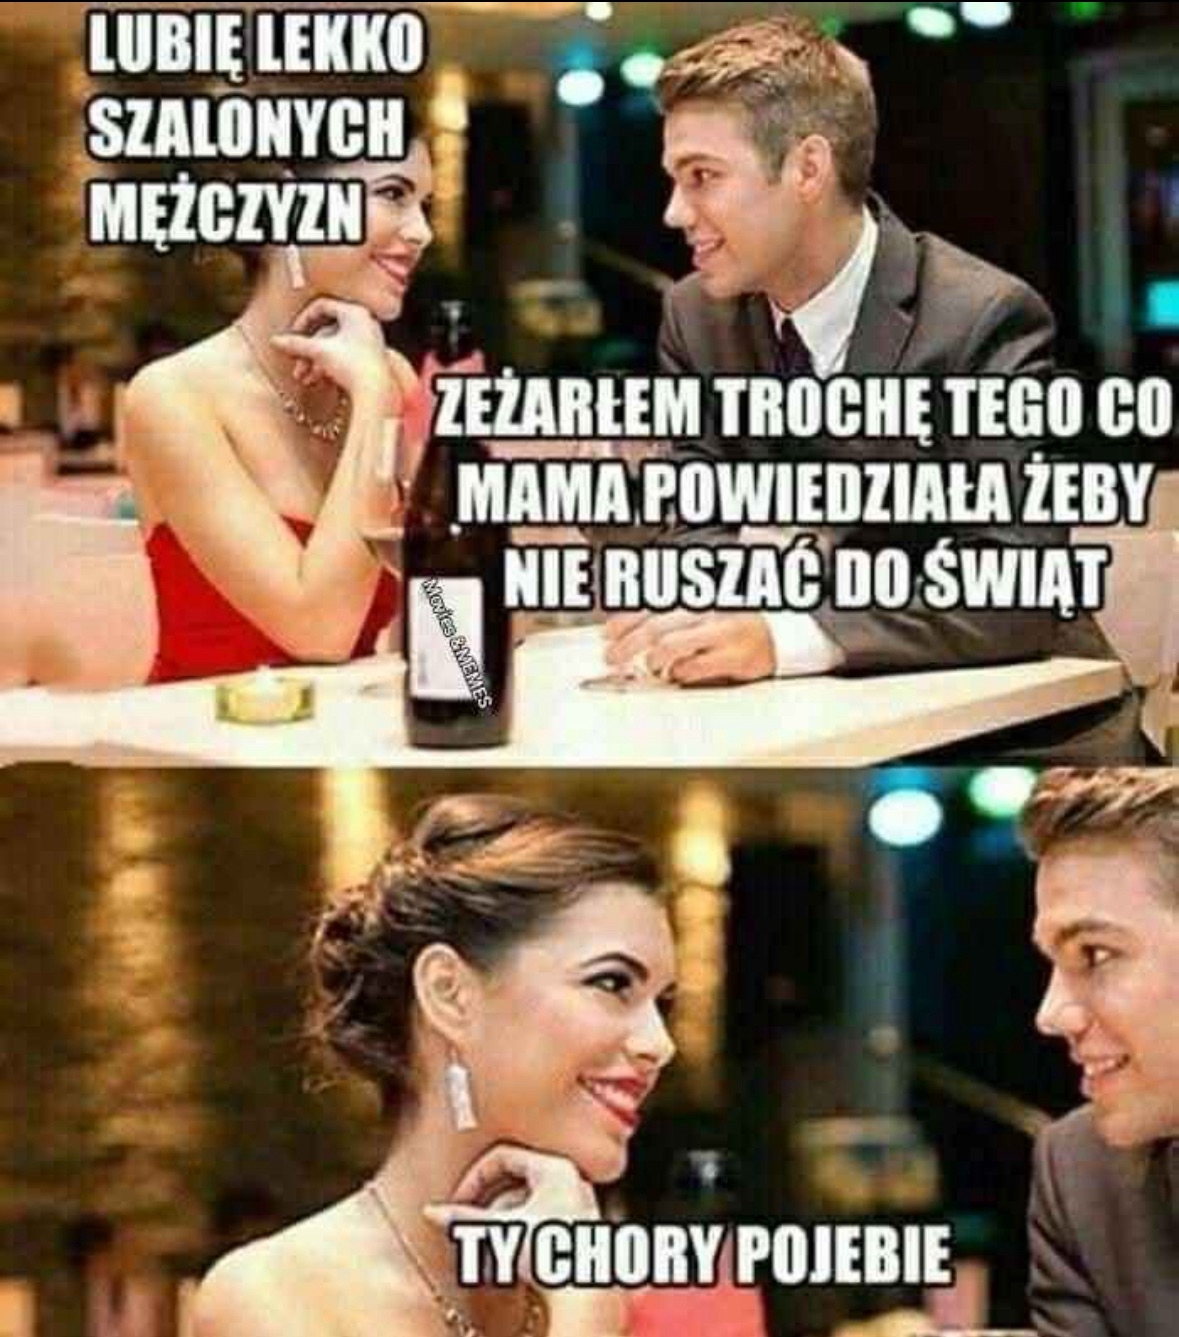 LUBIĘ LEKKO
SZALONYCH
MĘŻCZYZN
ZEŻARŁEM TROCHĘ TEGO CO
MAMA POWIEDZIAŁA ŻEBY
NIE RUSZAĆ DO ŚWIĄT
Movies &MEMES
TY CHORY POJEBIE